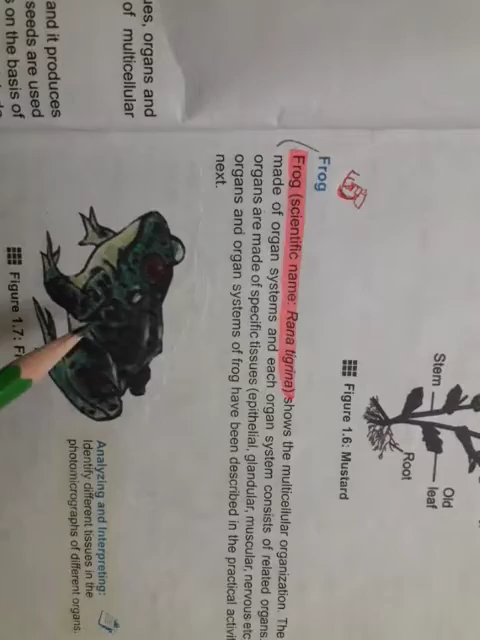 ues, organs and
of multicellular
and it produces
seeds are used
on the basis of
Stem
Old
leaf
Root
Figure 1.6: Mustard
Frog
Frog (scientific name: Rana tigrina) shows the multicellular organization. The
made of organ systems and each organ system consists of related organs.
organs are made of specific tissues (epithelial, glandular, muscular, nervous etc
organs and organ systems of frog have been described in the practical activi
next.
Figure 1.7: F
Analyzing and Interpreting:
Identify different tissues in the
photomicrographs of different organs.